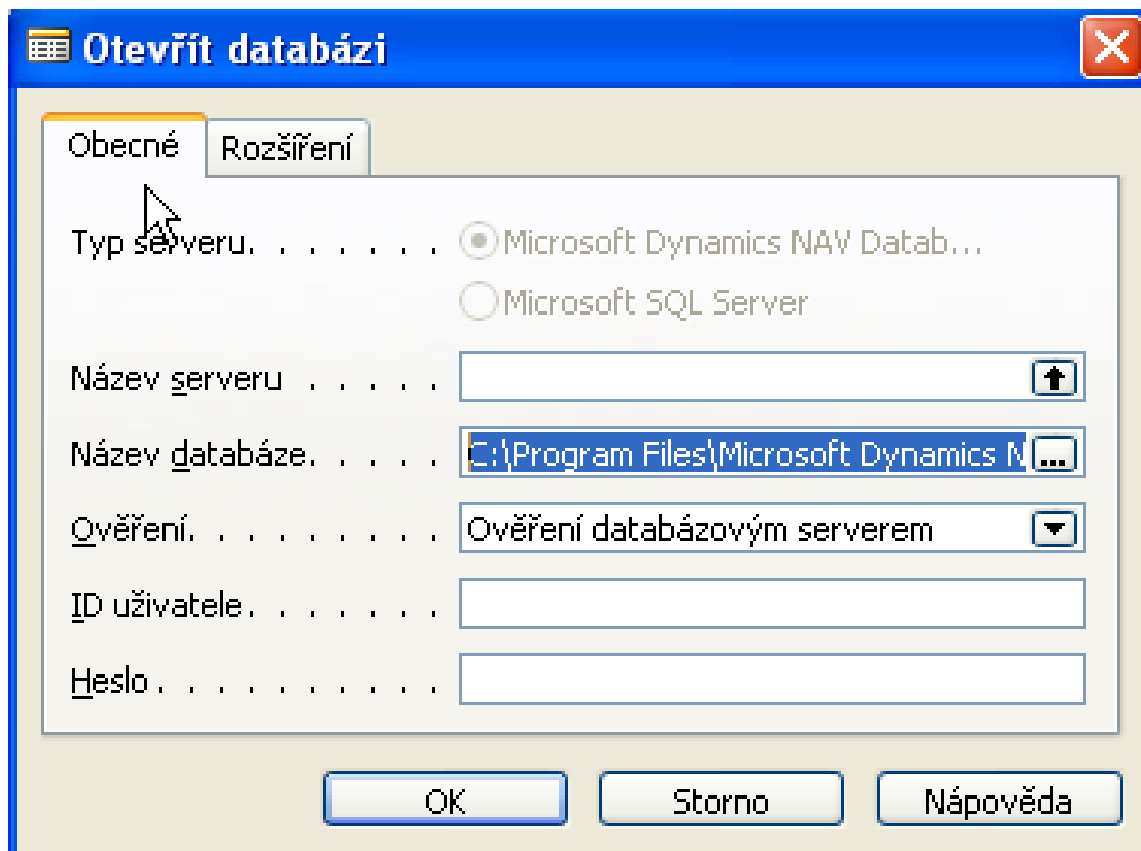 Otevřít databázi
Obecné Rozšíření
Typ serveru. . . . . . . Microsoft Dynamics NAV Datab...
Microsoft SQL Server
Název serveru . . . . .
Název databáze. . . . . C:\Program Files\Microsoft Dynamics N ...
Ověření. . . . . . . . . Ověření databázovým serverem
ID uživatele. . . . . . .
Heslo . . . . . . . . . .
OK Storno Nápověda